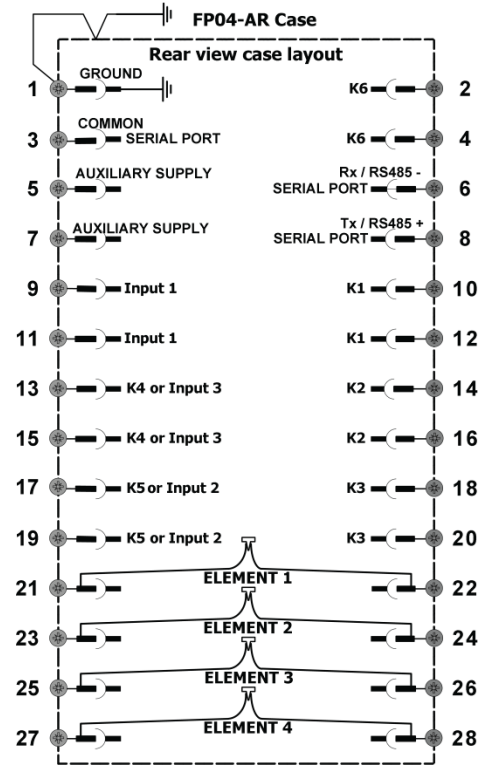 FP04-AR Case
Rear view case layout
1 GROUND K6 2
3 COMMON SERIAL PORT K6 4
5 AUXILIARY SUPPLY Rx / RS485 - SERIAL PORT 6
7 AUXILIARY SUPPLY Tx / RS485 + SERIAL PORT 8
9 Input 1 K1 10
11 Input 1 K1 12
13 K4 or Input 3 K2 14
15 K4 or Input 3 K2 16
17 K5 or Input 2 K3 18
19 K5 or Input 2 K3 20
21 ELEMENT 1 22
23 ELEMENT 2 24
25 ELEMENT 3 26
27 ELEMENT 4 28